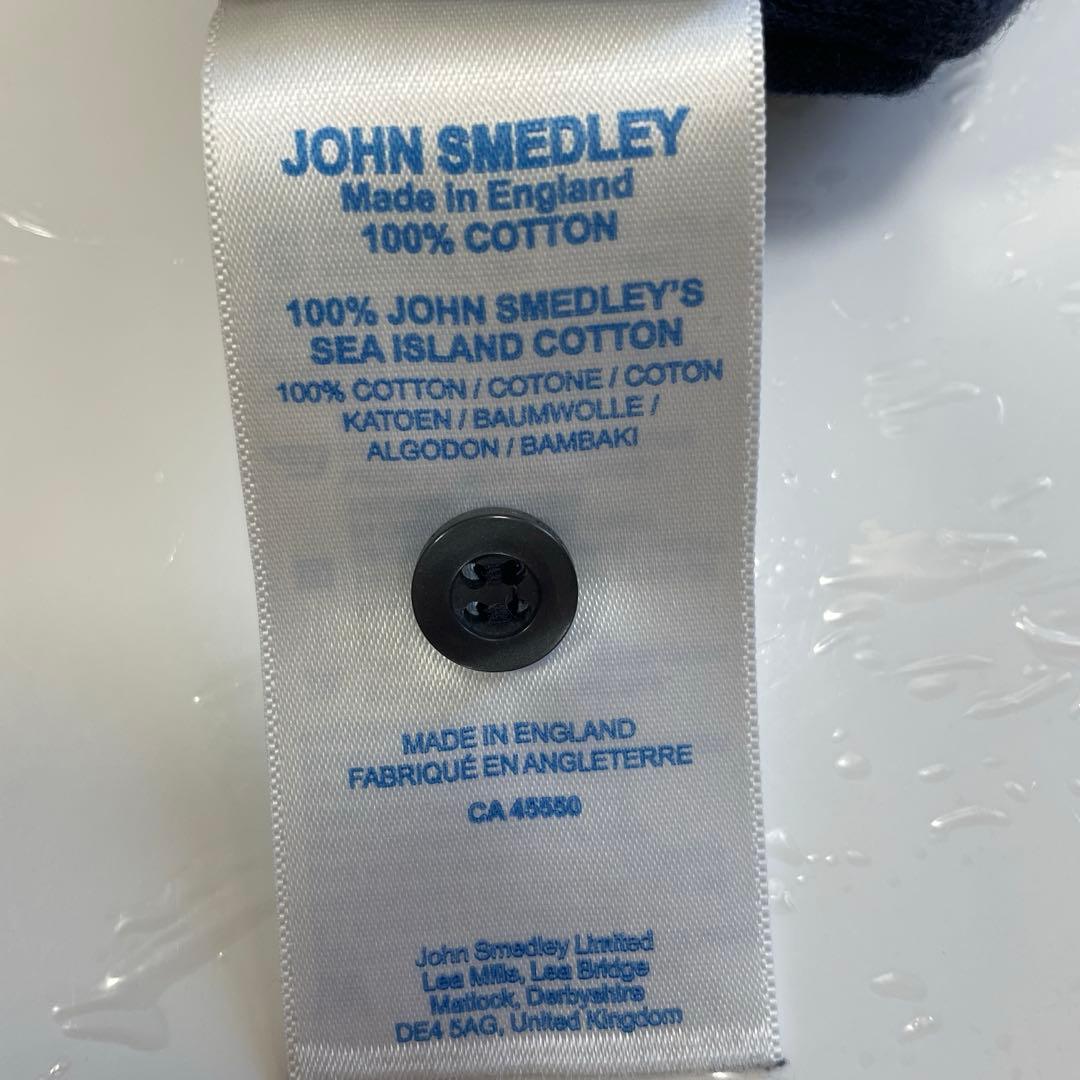 JOHN SMEDLEY
Made in England
100% COTTON
100% JOHN SMEDLEY'S
SEA ISLAND COTTON
100% COTTON / COTONE / COTON
KATOEN / BAUMWOLLE /
ALGODON / BAMBAKI
MADE IN ENGLAND
FABRIQUÉ EN ANGLETERRE
CA 45550
John Smedley Limited
Lea Mills, Lea Bridge
Matlock, Derbyshire
DE4 5AG, United Kingdom